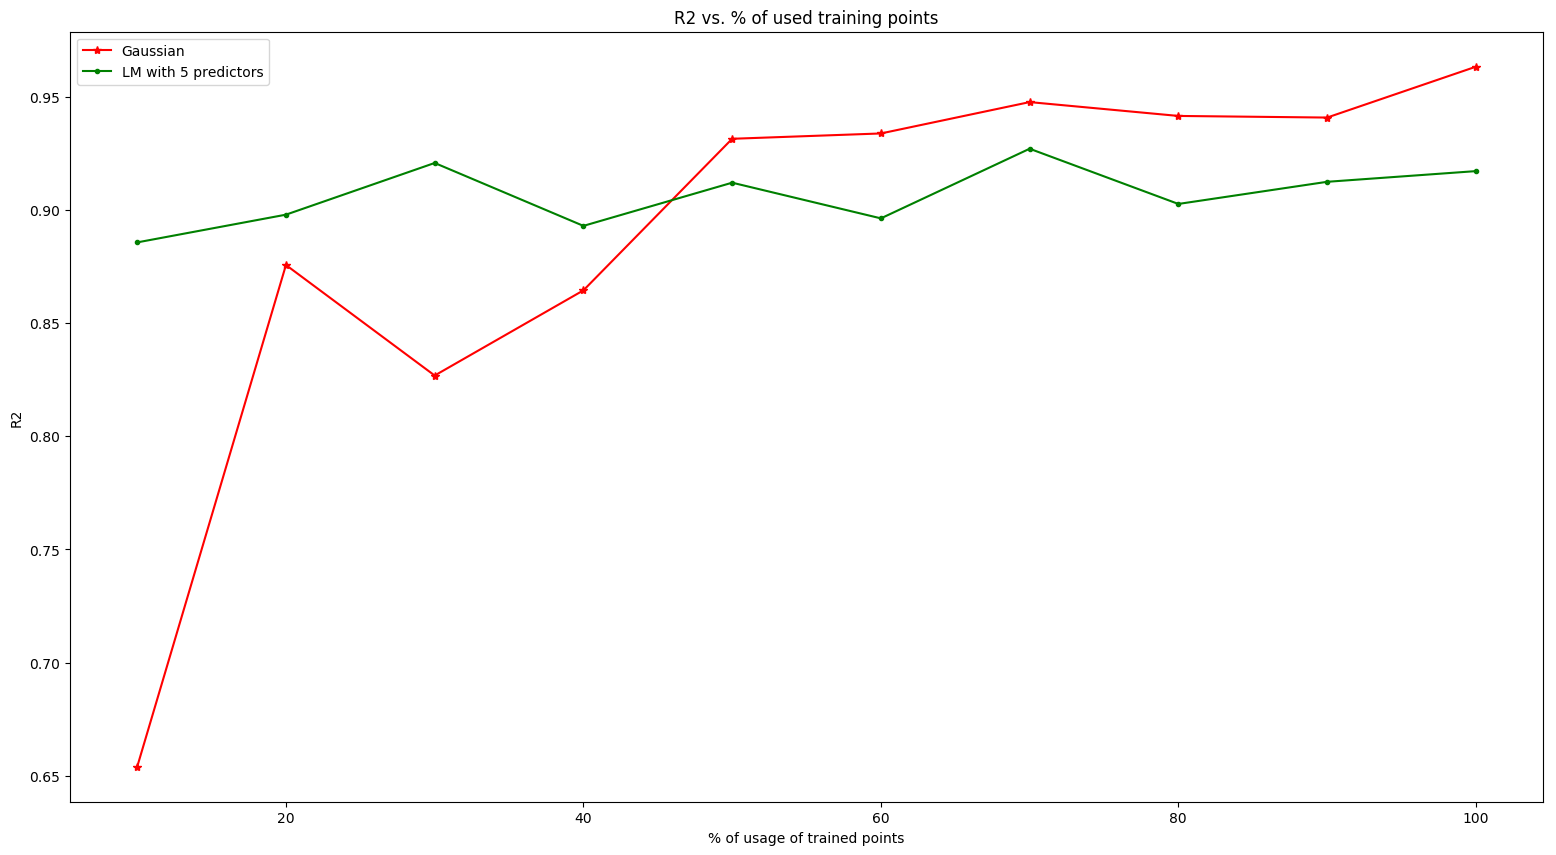 R2 vs. % of used training points
Gaussian
LM with 5 predictors
0.95
0.90
0.85
0.80
0.75
0.70
0.65
R2
20
40
60
80
100
% of usage of trained points